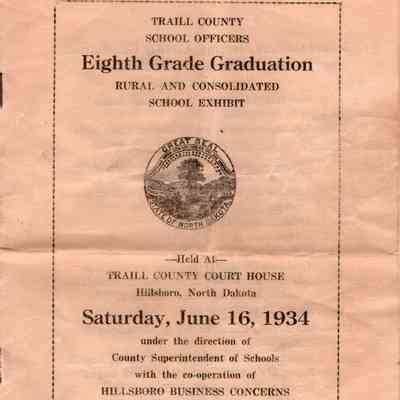 TRAILL COUNTY
SCHOOL OFFICERS
Eighth Grade Graduation
RURAL AND CONSOLIDATED
SCHOOL EXHIBIT
GREAT SEAL
STATE OF NORTH DAKOTA
—Held At—
TRAILL COUNTY COURT HOUSE
Hillsboro, North Dakota
Saturday, June 16, 1934
under the direction of
County Superintendent of Schools
with the co-operation of
HILLSBORO BUSINESS CONCERNS